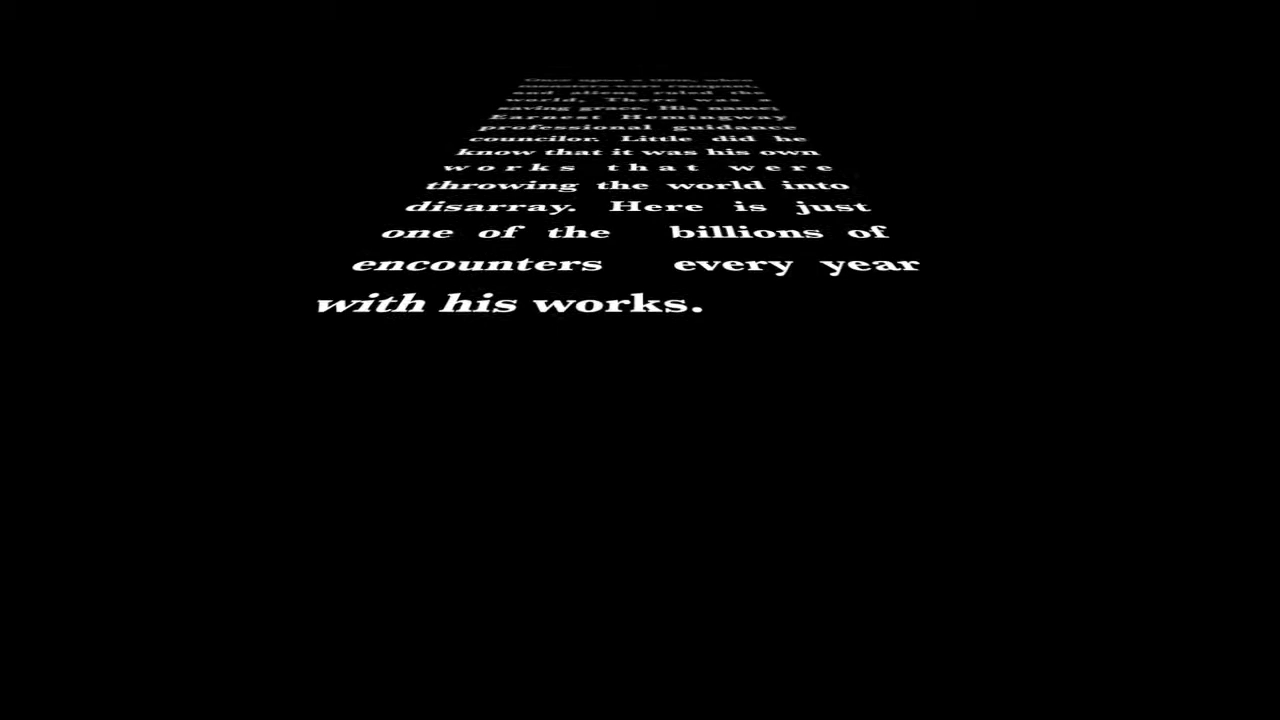 Once upon a time, when
monsters were rampant,
and aliens ruled the
world, There was a
saving grace. His name:
Earnest Hemingway
professional guidance
councilor. Little did he
know that it was his own
works that were
throwing the world into
disarray. Here is just
one of the billions of
encounters every year
with his works.